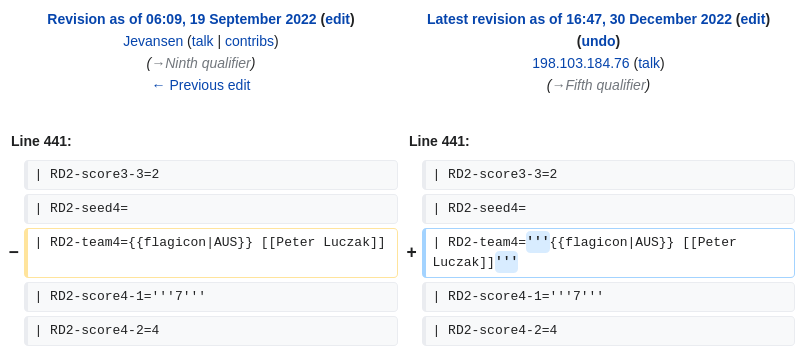 Revision as of 06:09, 19 September 2022 (edit)
Jevansen (talk | contribs)
(→Ninth qualifier)
← Previous edit
Latest revision as of 16:47, 30 December 2022 (edit)
(undo)
198.103.184.76 (talk)
(→Fifth qualifier)
Line 441:
Line 441:
| RD2-score3-3=2
| RD2-score3-3=2
| RD2-seed4=
| RD2-seed4=
− | RD2-team4={{flagicon|AUS}} [[Peter Luczak]]
+ | RD2-team4='''{{flagicon|AUS}} [[Peter
Luczak]]'''
| RD2-score4-1='''7'''
| RD2-score4-1='''7'''
| RD2-score4-2=4
| RD2-score4-2=4